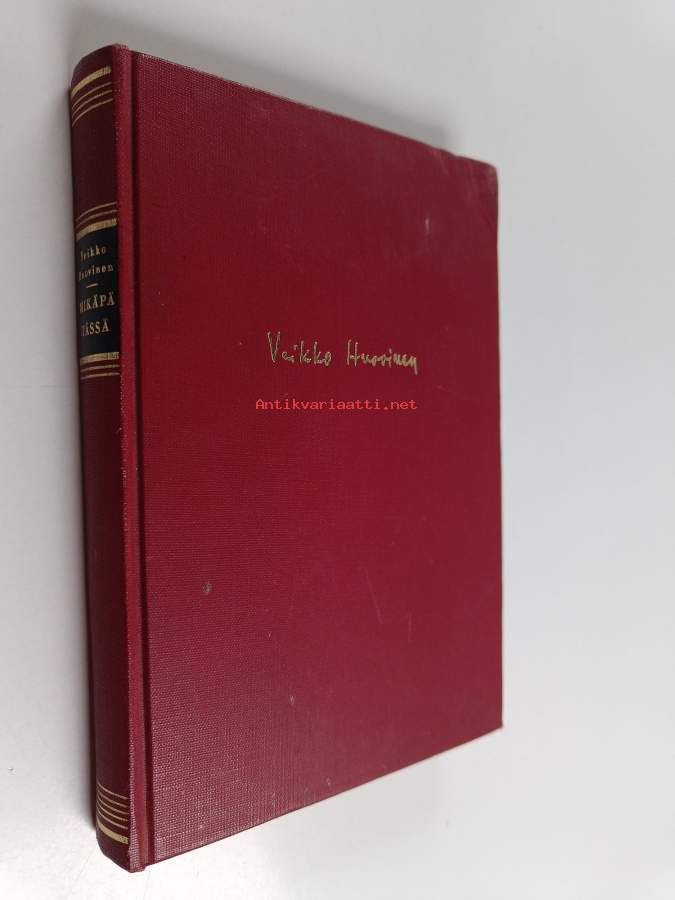 Veikko
Huovinen
MIKÄPÄ
TÄSSÄ
Veikko Huovinen
Antikvariaatti.net